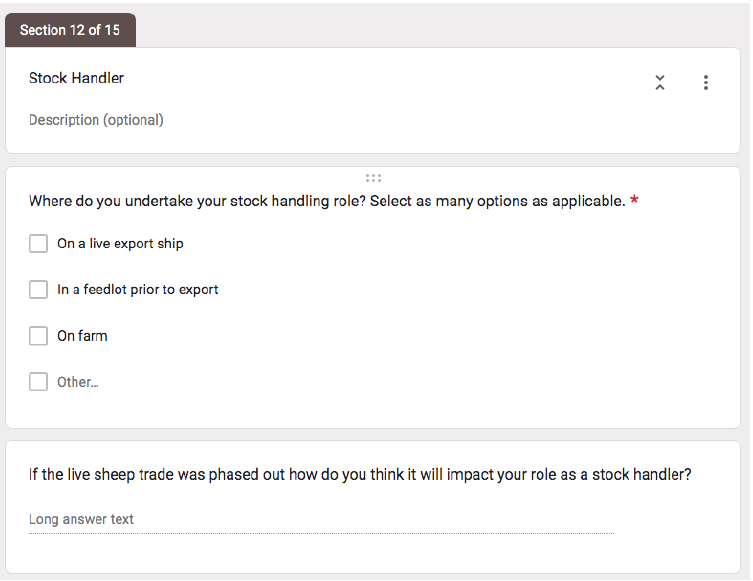 Section 12 of 15
Stock Handler
Description (optional)
Where do you undertake your stock handling role? Select as many options as applicable. *
On a live export ship
In a feedlot prior to export
On farm
Other...
If the live sheep trade was phased out how do you think it will impact your role as a stock handler?
Long answer text